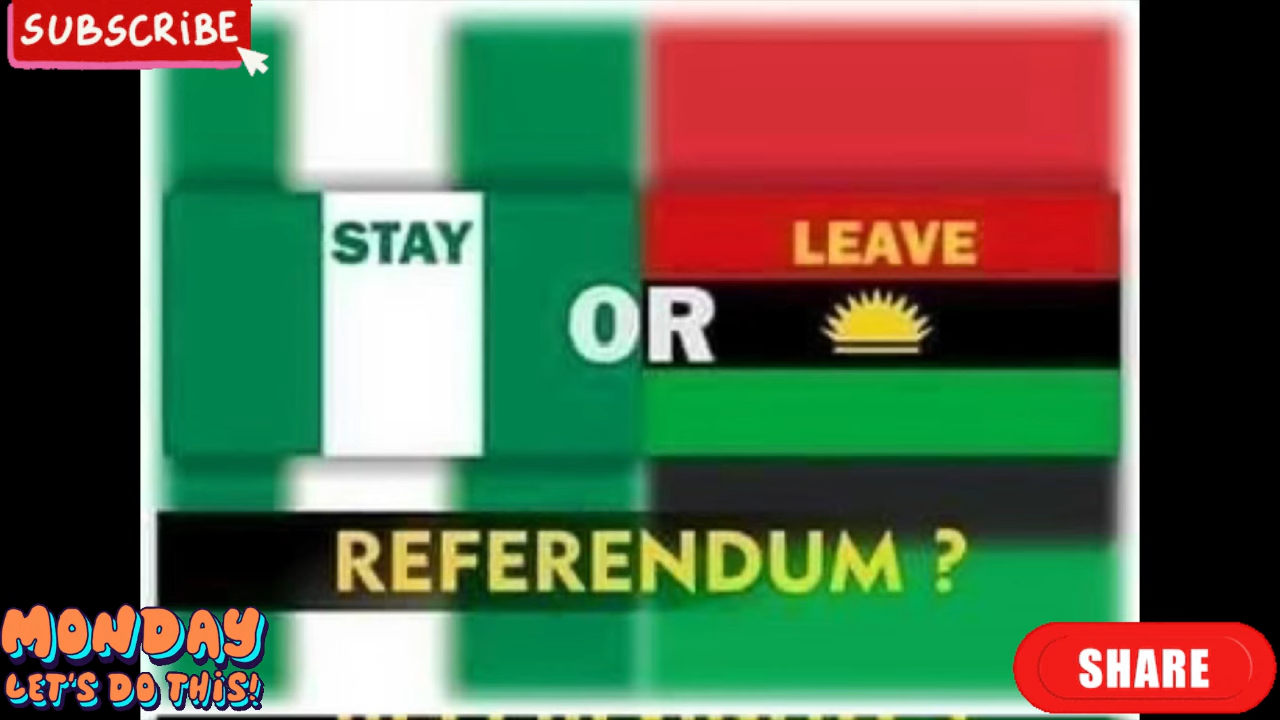 SUBSCRIBE
STAY
LEAVE
OR
REFERENDUM ?
MONDAY
LET'S DO THIS!
SHARE